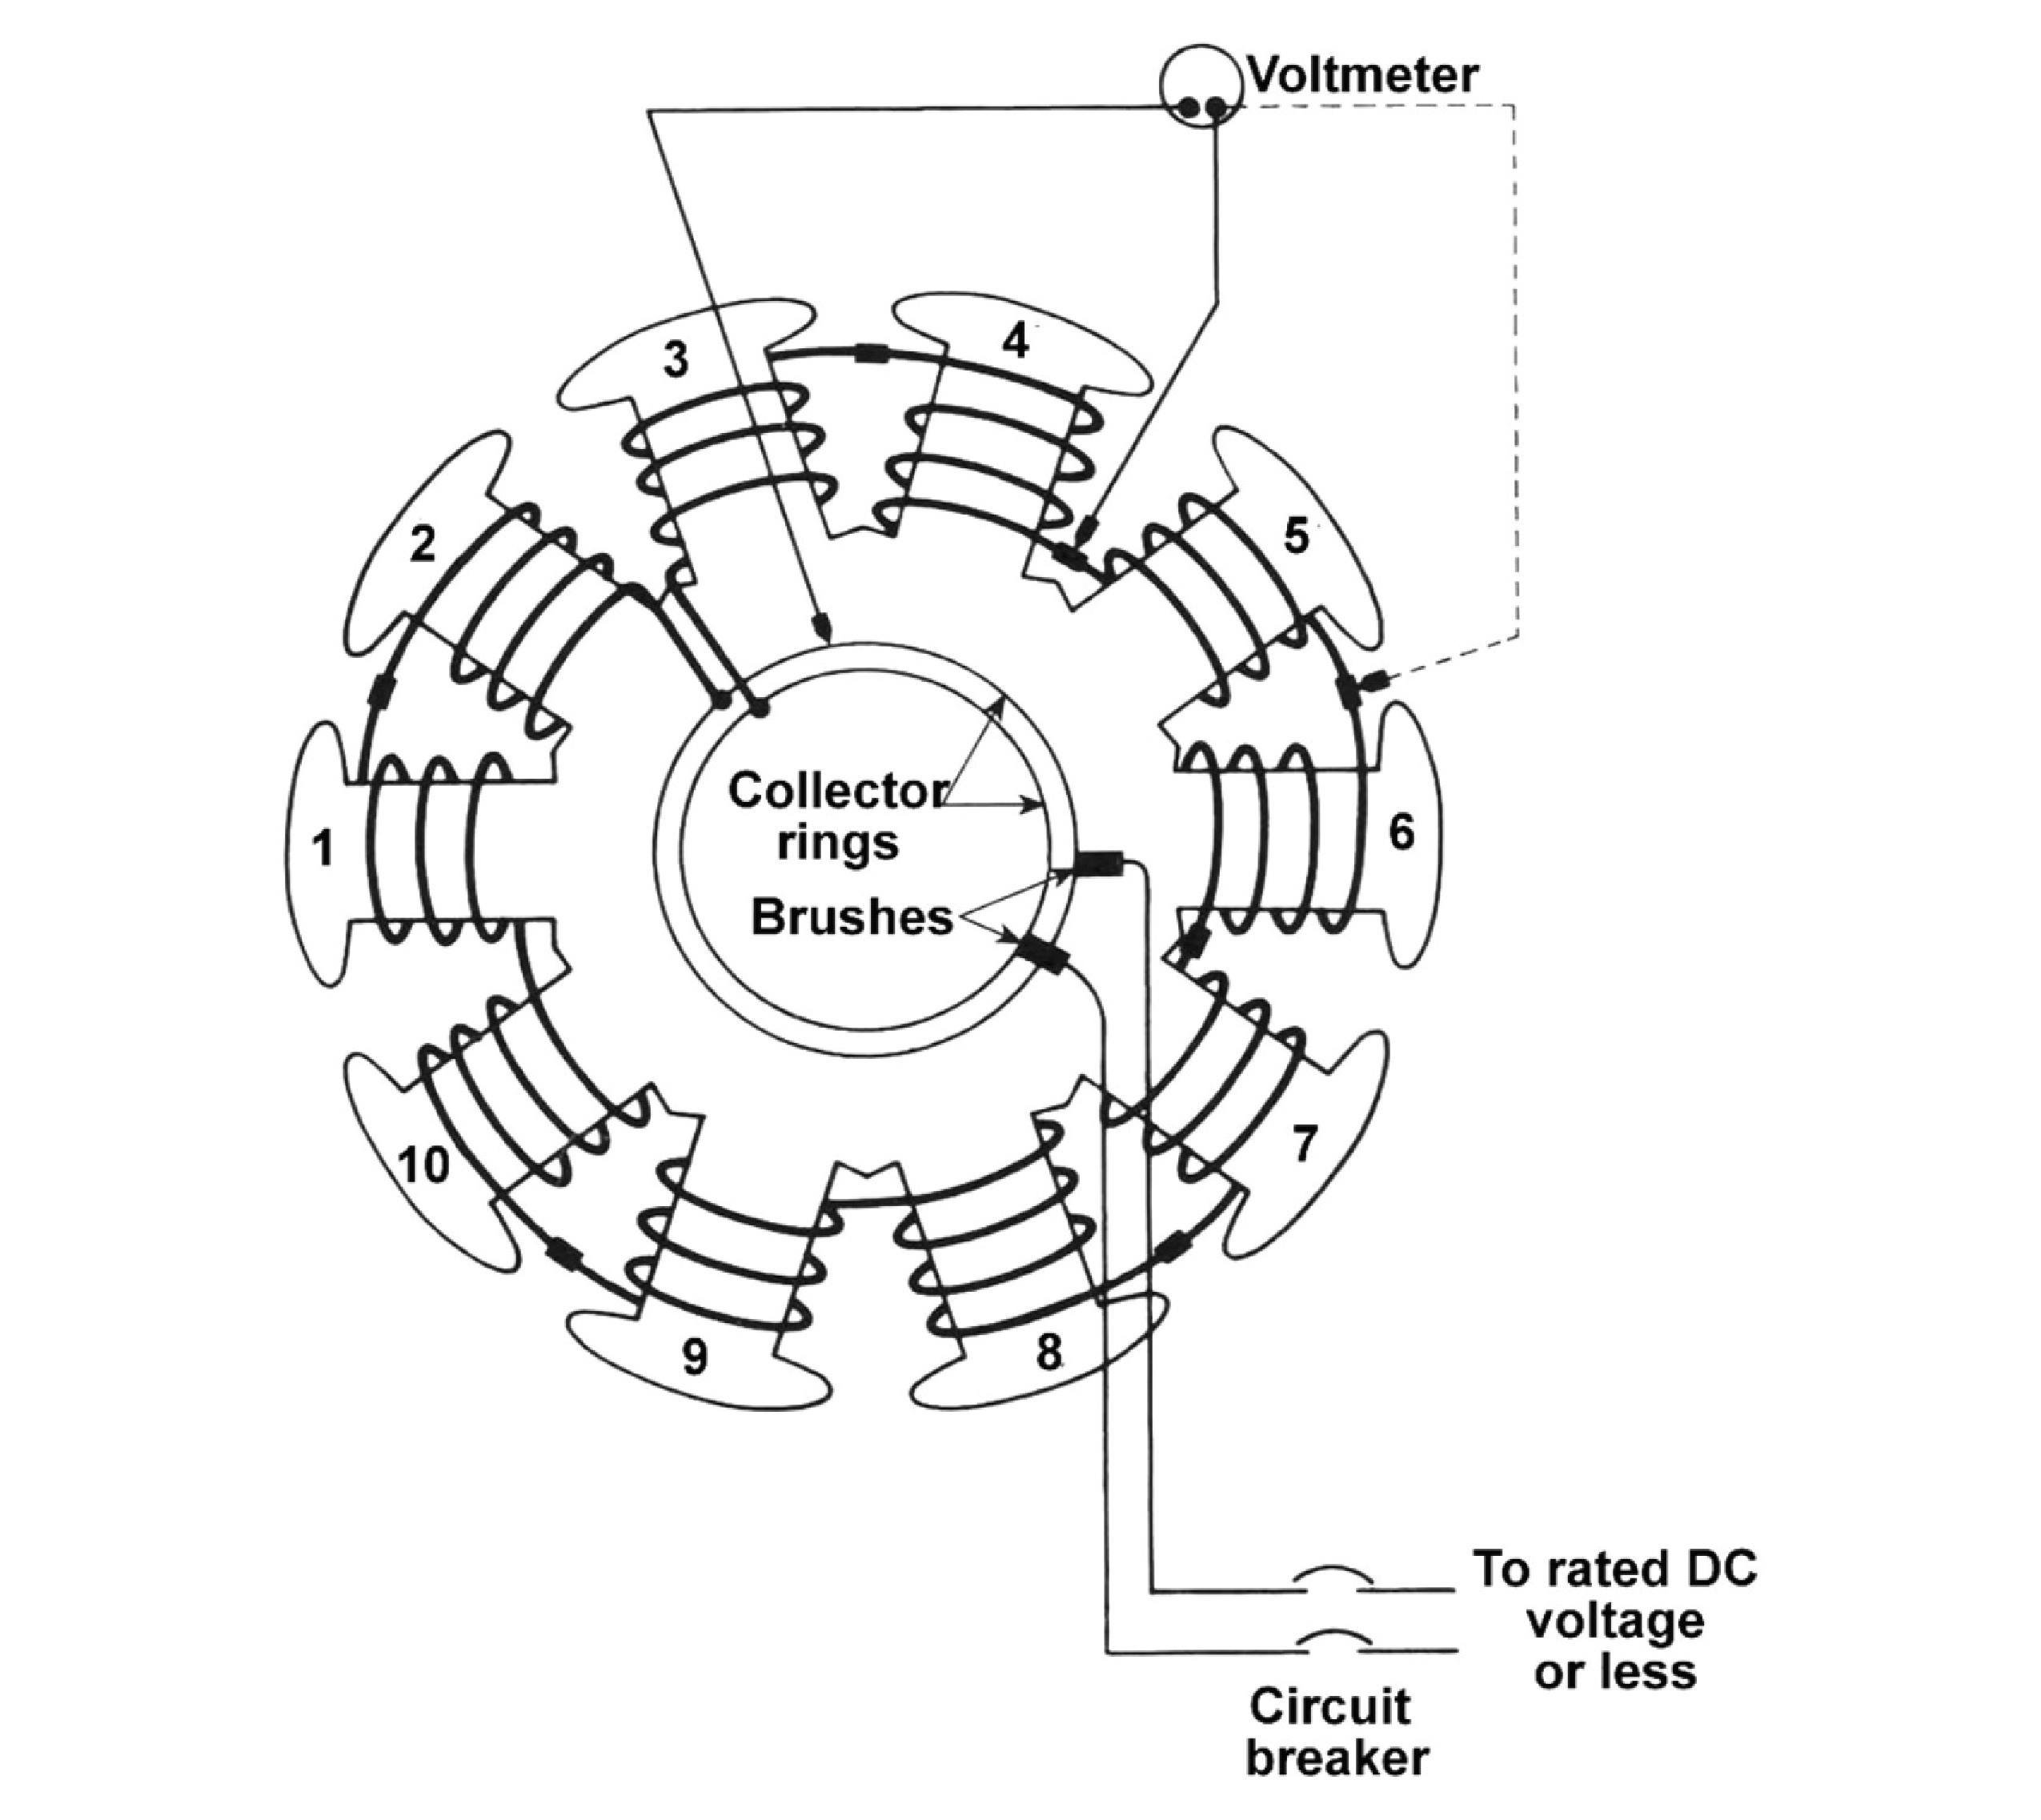 Voltmeter
3
4
2
5
1
6
Collector
rings
Brushes
10
7
9
8
To rated DC
voltage
or less
Circuit
breaker